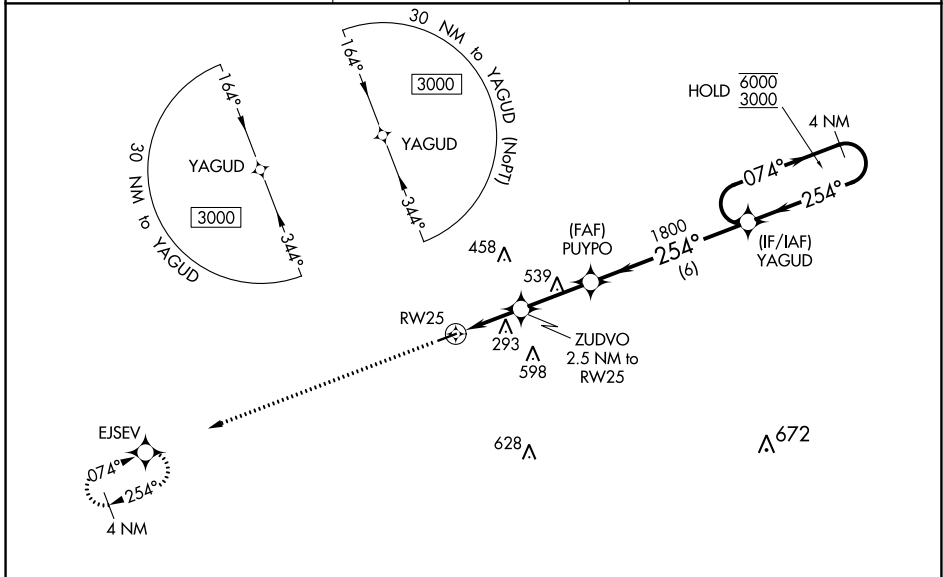 30 NM to YAGUD (NoPT)
164°
3000
YAGUD
344°
164°
YAGUD
3000
344°
30 NM to YAGUD
HOLD 6000
3000
4 NM
074°
254°
(IF/IAF)
YAGUD
1800
254°
(6)
(FAF)
PUYPO
458
539
RW25
293
598
ZUDVO
2.5 NM to
RW25
628
672
EJSEV
074°
254°
4 NM